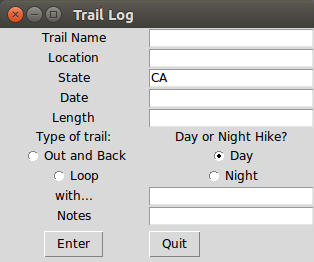 Trail Log
Trail Name
Location
State CA
Date
Length
Type of trail: Day or Night Hike?
Out and Back Day
Loop Night
with...
Notes
Enter Quit